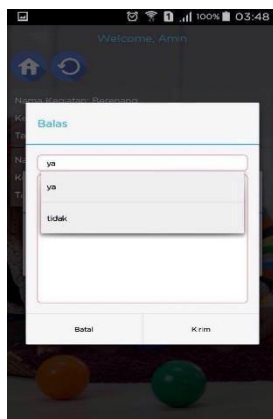 100% 03:48
Welcome, Amin
Nama Kegiatan: Berenang
Balas
ya
ya
tidak
Batal Kirim